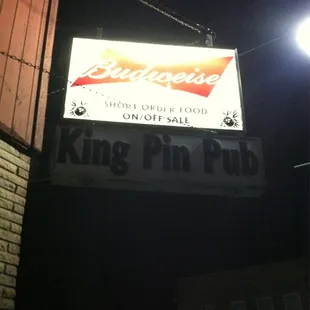 Budweiser
SHORT ORDER FOOD
ON/OFF SALE
King Pin Pub